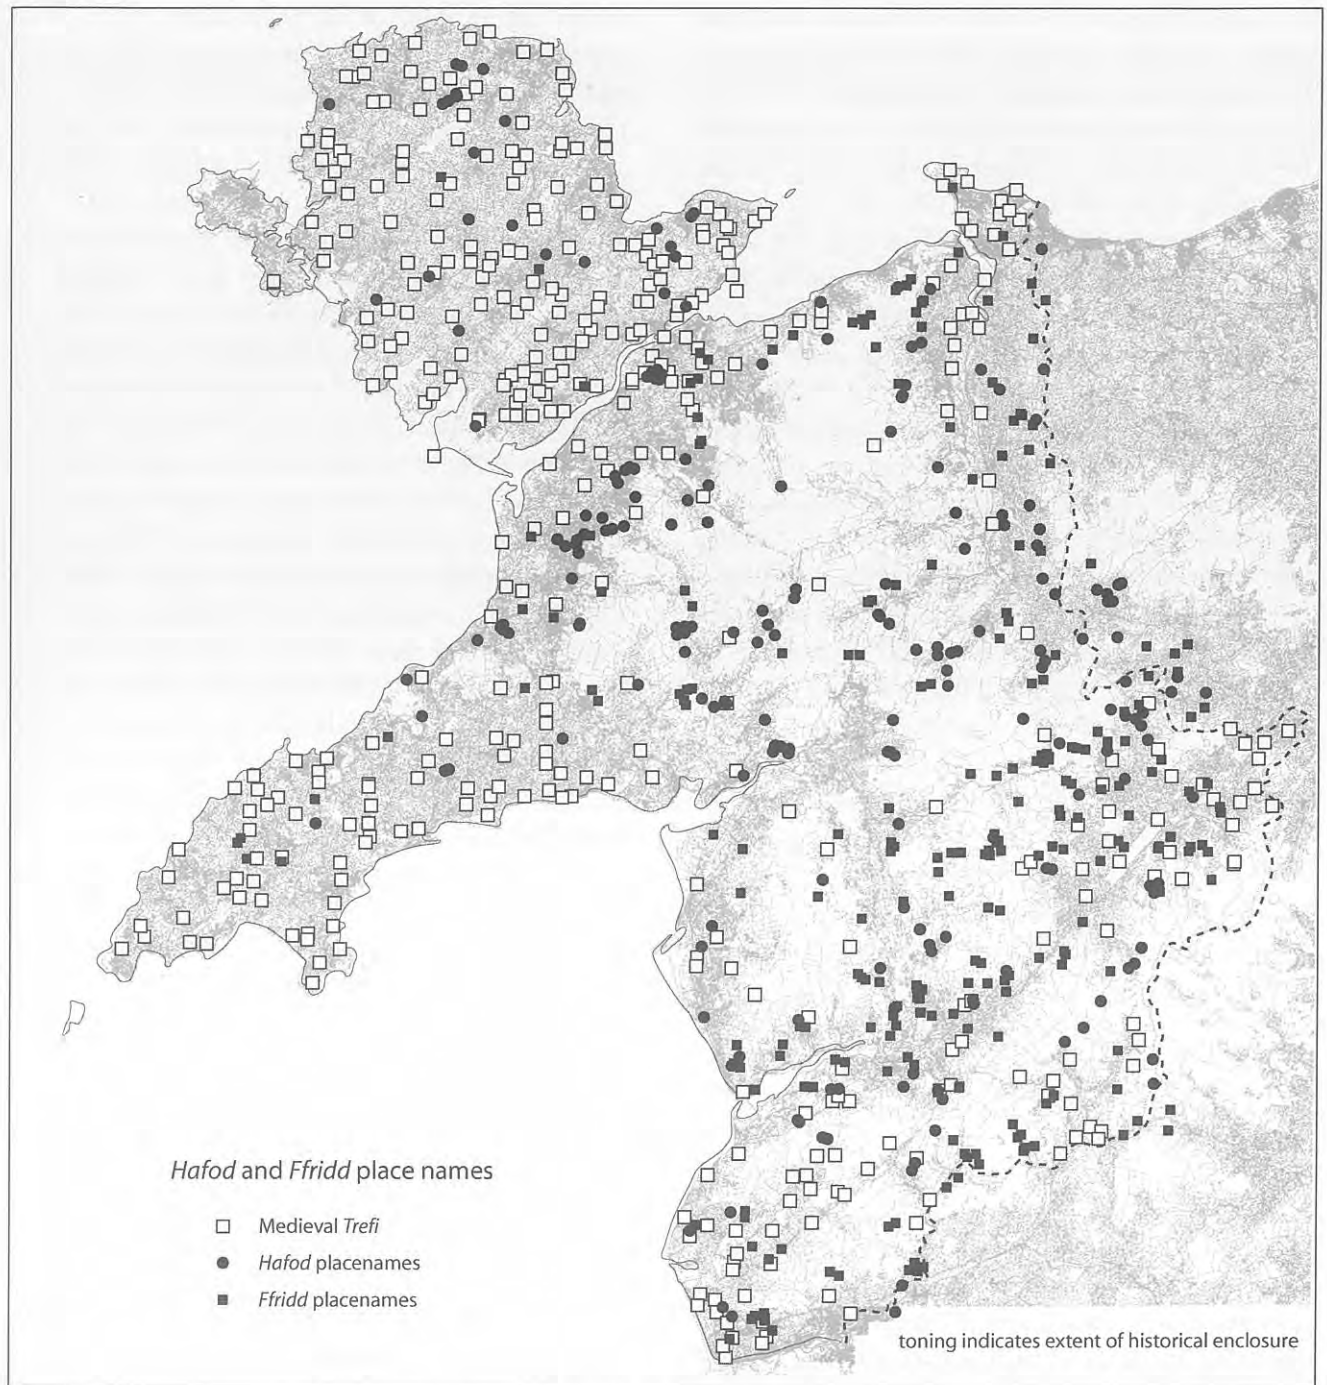 Hafod and Ffridd place names
Medieval Trefi
Hafod placenames
Ffridd placenames
toning indicates extent of historical enclosure